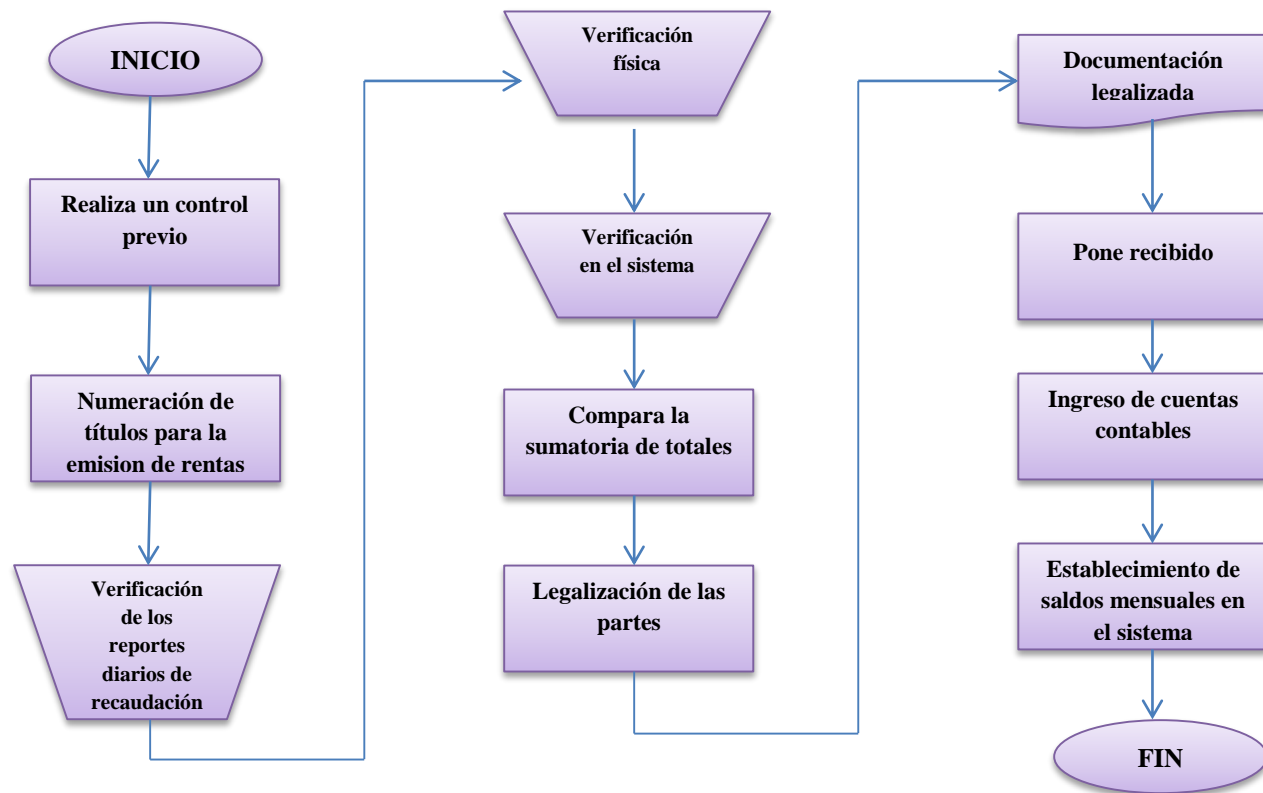 INICIO
Realiza un control
previo
Numeración de
títulos para la
emision de rentas
Verificación
de los
reportes
diarios de
recaudación
Verificación
física
Verificación
en el sistema
Compara la
sumatoria de totales
Legalización de las
partes
Documentación
legalizada
Pone recibido
Ingreso de cuentas
contables
Establecimiento de
saldos mensuales en
el sistema
FIN